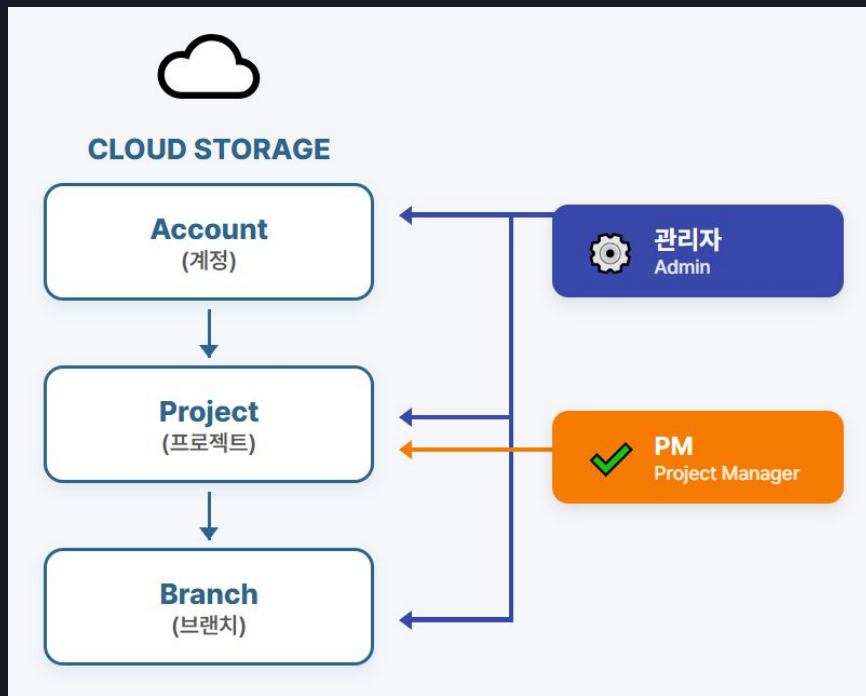 CLOUD STORAGE
Account
(계정)
관리자
Admin
Project
(프로젝트)
PM
Project Manager
Branch
(브랜치)